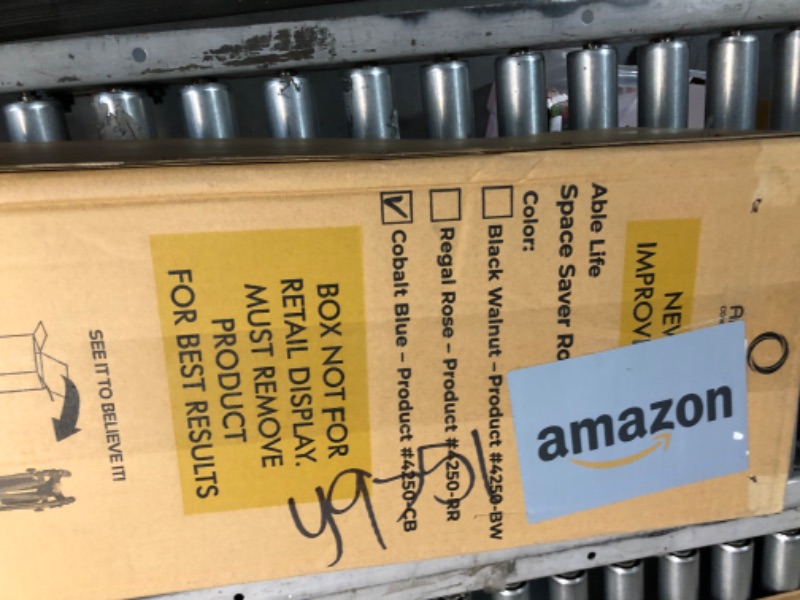 NEW
IMPROV
Able Life
Space Saver Ro
Color:
Black Walnut – Product #4250-BW
Regal Rose – Product #4250-RR
Cobalt Blue – Product #4250-CB
BOX NOT FOR
RETAIL DISPLAY.
MUST REMOVE
PRODUCT
FOR BEST RESULTS
SEE IT TO BELIEVE IT!
amazon